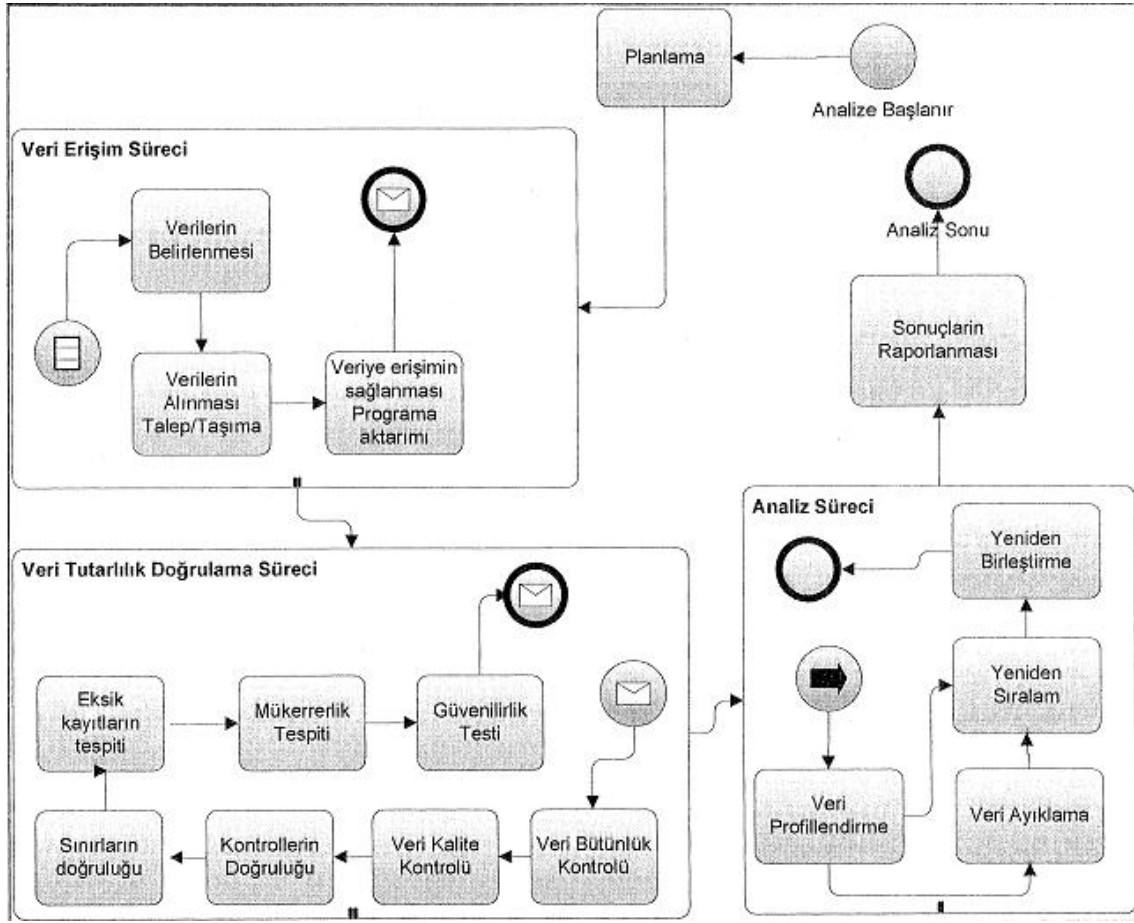 Planlama
Analize Başlanır
Veri Erişim Süreci
Verilerin
Belirlenmesi
Verilerin
Alınması
Talep/Taşıma
Veriye erişimin
sağlanması
Programa
aktarımı
Analiz Sonu
Sonuçların
Raporlanması
Veri Tutarlılık Doğrulama Süreci
Eksik
kayıtların
tespiti
Mükerrerlik
Tespiti
Güvenilirlik
Testi
Sınırların
doğruluğu
Kontrollerin
Doğruluğu
Veri Kalite
Kontrolü
Veri Bütünlük
Kontrolü
Analiz Süreci
Yeniden
Birleştirme
Yeniden
Sıralam
Veri
Profillendirme
Veri Ayıklama